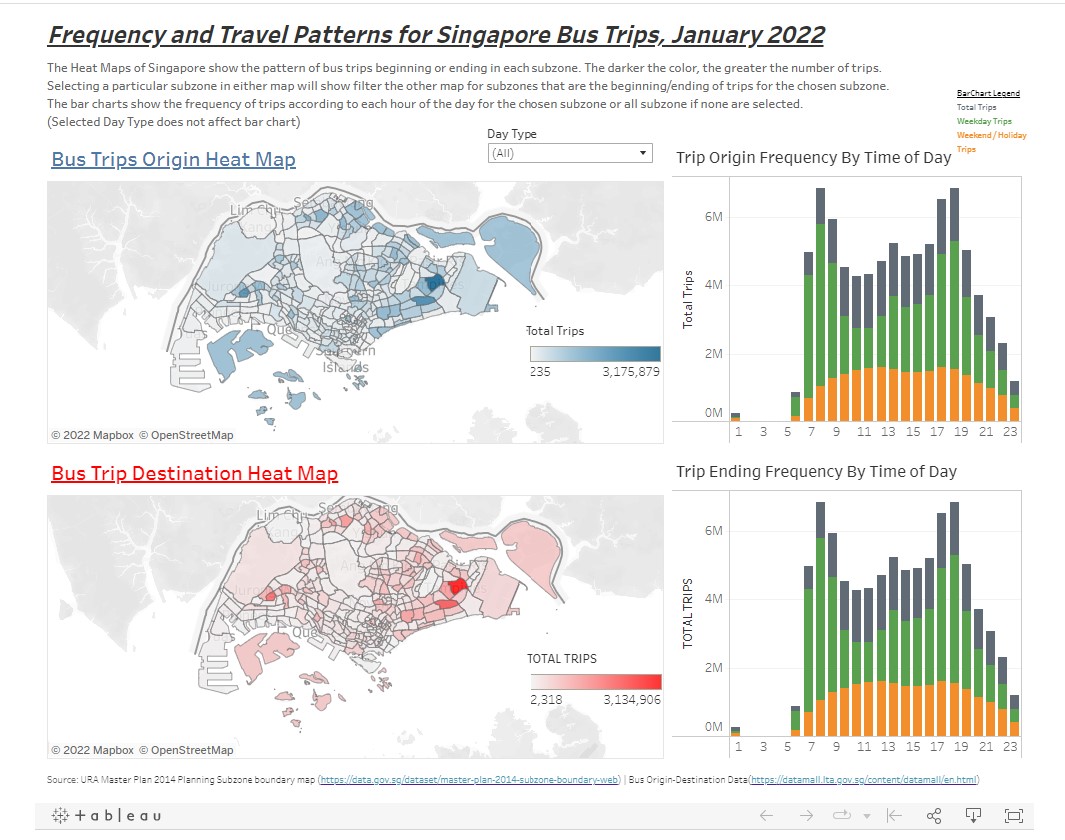 Frequency and Travel Patterns for Singapore Bus Trips, January 2022
The Heat Maps of Singapore show the pattern of bus trips beginning or ending in each subzone. The darker the color, the greater the number of trips.
Selecting a particular subzone in either map will show filter the other map for subzones that are the beginning/ending of trips for the chosen subzone.
The bar charts show the frequency of trips according to each hour of the day for the chosen subzone or all subzone if none are selected.
(Selected Day Type does not affect bar chart)
BarChart Legend
Total Trips
Weekday Trips
Weekend/ Holiday
Trips
Day Type
(All)
Bus Trips Origin Heat Map
Total Trips
235 3,175,879
© 2022 Mapbox © OpenStreetMap
Trip Origin Frequency By Time of Day
Total Trips
6M
4M
2M
0M
1 3 5 7 9 11 13 15 17 19 21 23
Bus Trip Destination Heat Map
TOTAL TRIPS
2,318 3,134,906
© 2022 Mapbox © OpenStreetMap
Trip Ending Frequency By Time of Day
TOTAL TRIPS
6M
4M
2M
0M
1 3 5 7 9 11 13 15 17 19 21 23
Source: URA Master Plan 2014 Planning Subzone boundary map (https://data.gov.sg/dataset/master-plan-2014-subzone-boundary-web) | Bus Origin-Destination Data(https://datamall.lta.gov.sg/content/datamall/en.html)
+ a b l e a u